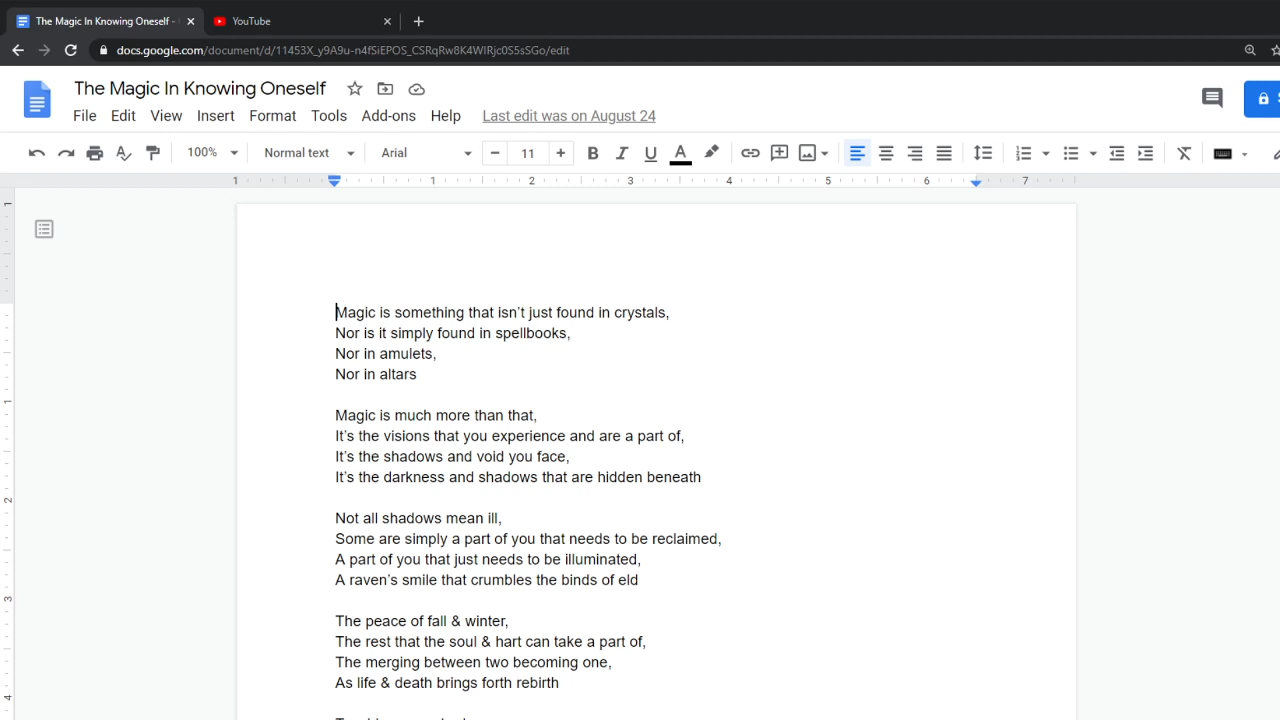 The Magic In Knowing Oneself -
YouTube
docs.google.com/document/d/11453X_y9A9u-n4fSiEPOS_CSRqRw8K4WIRjc0S5sSGo/edit
The Magic In Knowing Oneself
File Edit View Insert Format Tools Add-ons Help Last edit was on August 24
100% Normal text Arial 11
1 1 2 3 4 5 6 7
Magic is something that isn’t just found in crystals,
Nor is it simply found in spellbooks,
Nor in amulets,
Nor in altars
Magic is much more than that,
It’s the visions that you experience and are a part of,
It’s the shadows and void you face,
It’s the darkness and shadows that are hidden beneath
Not all shadows mean ill,
Some are simply a part of you that needs to be reclaimed,
A part of you that just needs to be illuminated,
A raven’s smile that crumbles the binds of eld
The peace of fall & winter,
The rest that the soul & hart can take a part of,
The merging between two becoming one,
As life & death brings forth rebirth